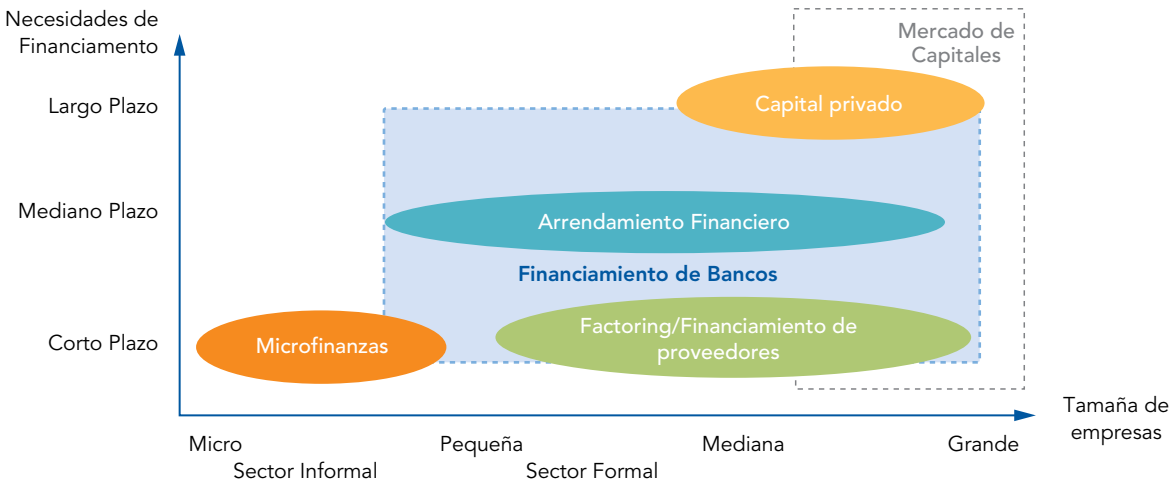 Necesidades de
Financiamento
Mercado de
Capitales
Largo Plazo
Capital privado
Mediano Plazo
Arrendamiento Financiero
Financiamiento de Bancos
Corto Plazo
Microfinanzas
Factoring/Financiamiento de
proveedores
Tamaña de
empresas
Micro
Pequeña
Mediana
Grande
Sector Informal
Sector Formal